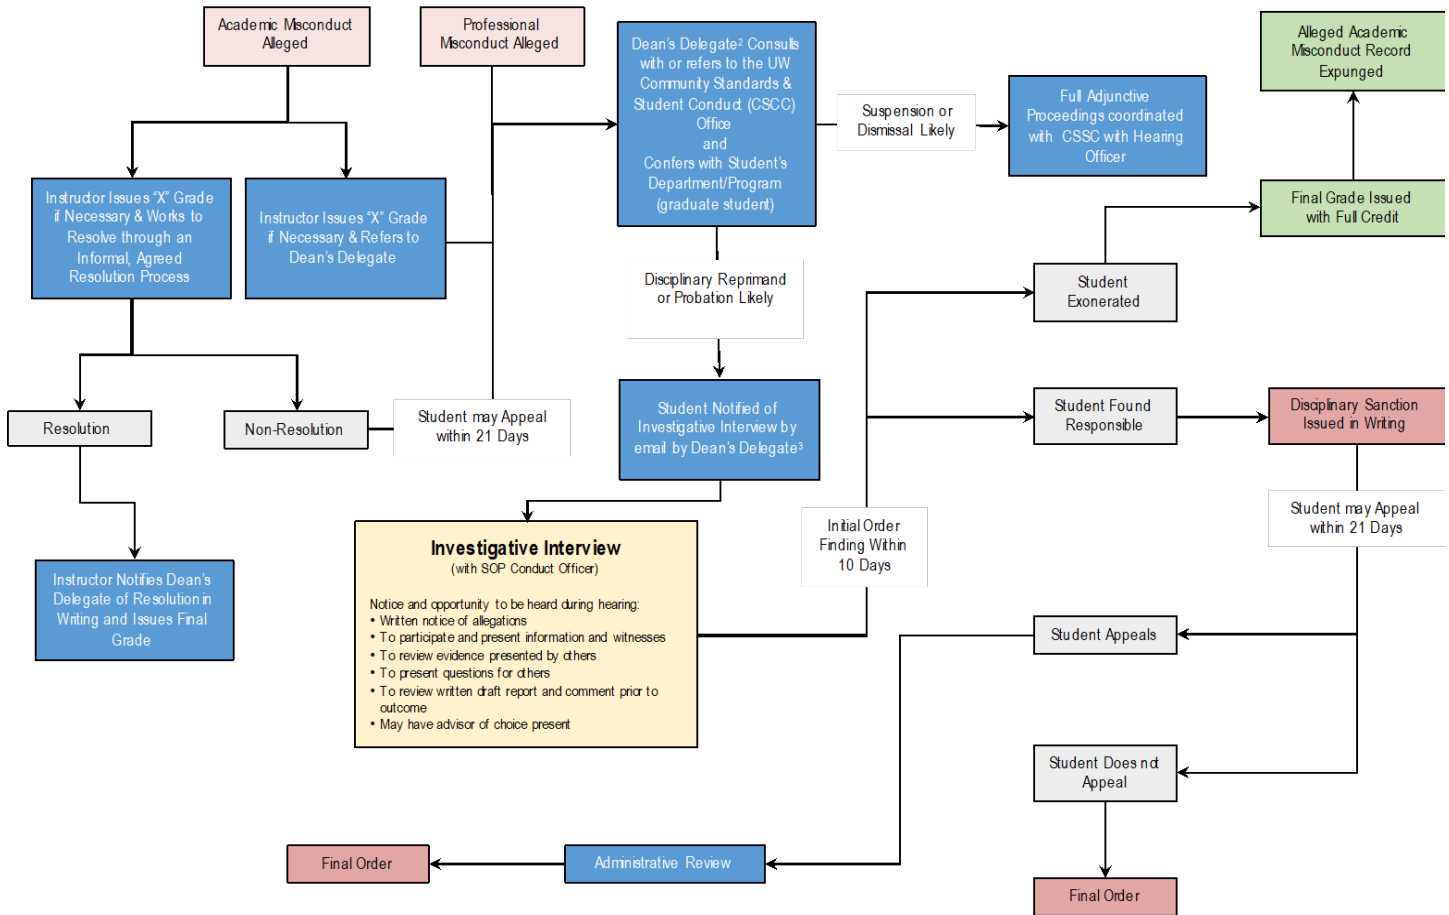 Academic Misconduct
Alleged
Professional
Misconduct Alleged
Dean's Delegate² Consults
with or refers to the UW
Community Standards &
Student Conduct (CSCC)
Office
and
Confers with Student's
Department/Program
(graduate student)
Suspension or
Dismissal Likely
Full Adjunctive
Proceedings coordinated
with CSSC with Hearing
Officer
Alleged Academic
Misconduct Record
Expunged
Instructor Issues "X" Grade
if Necessary & Works to
Resolve through an
Informal, Agreed
Resolution Process
Instructor Issues "X" Grade
if Necessary & Refers to
Dean's Delegate
Final Grade Issued
with Full Credit
Disciplinary Reprimand
or Probation Likely
Student
Exonerated
Resolution
Non-Resolution
Student may Appeal
within 21 Days
Student Notified of
Investigative Interview by
email by Dean's Delegate³
Student Found
Responsible
Disciplinary Sanction
Issued in Writing
Student may Appeal
within 21 Days
Initial Order
Finding Within
10 Days
Instructor Notifies Dean's
Delegate of Resolution in
Writing and Issues Final
Grade
Investigative Interview
(with SOP Conduct Officer)
Notice and opportunity to be heard during hearing:
• Written notice of allegations
• To participate and present information and witnesses
• To review evidence presented by others
• To present questions for others
• To review written draft report and comment prior to
outcome
• May have advisor of choice present
Student Appeals
Student Does not
Appeal
Final Order
Administrative Review
Final Order